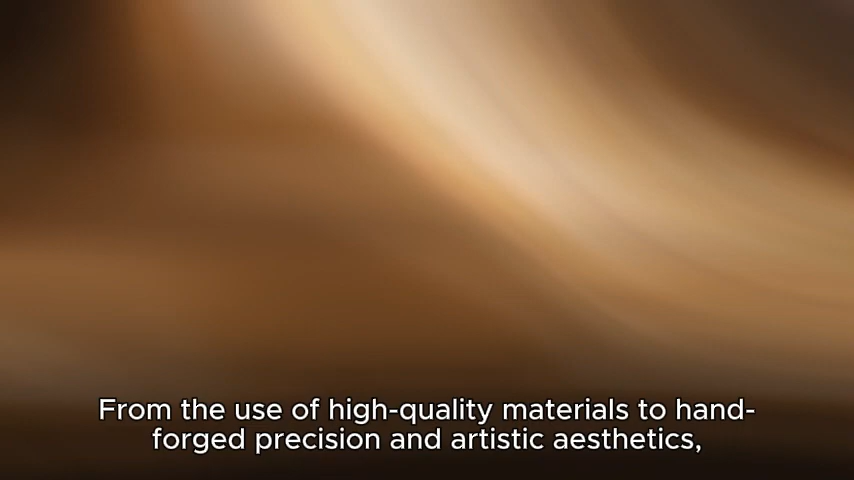 From the use of high-quality materials to hand-
forged precision and artistic aesthetics,